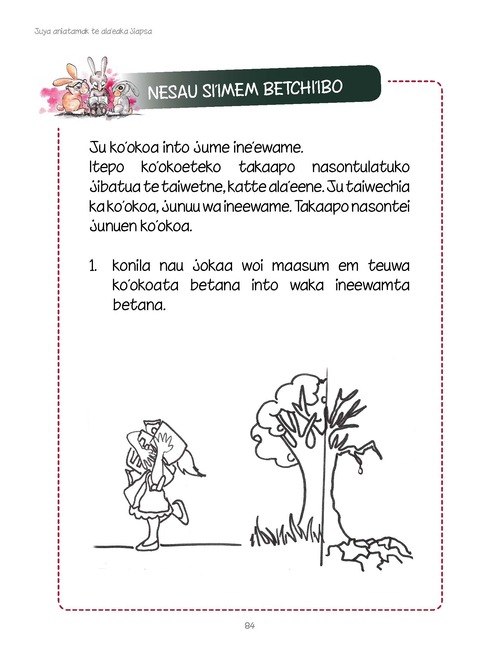 Juya aniatamak te ala'eaka Jiapsa
NESAU SI'IMEM BETCHI'IBO
Ju ko'okoa into jume ine'ewame.
Itepo ko'okoeteko takaapo nasontulatuko
jibatua te taiwetne, katte ala'eene. Ju taiwechia
ka ko'okoa, junuu wa ineewame. Takaapo nasontei
junuen ko'okoa.
1. konila nau jokaa woi maasum em teuwa
ko'okoata betana into waka ineewamta
betana.
84